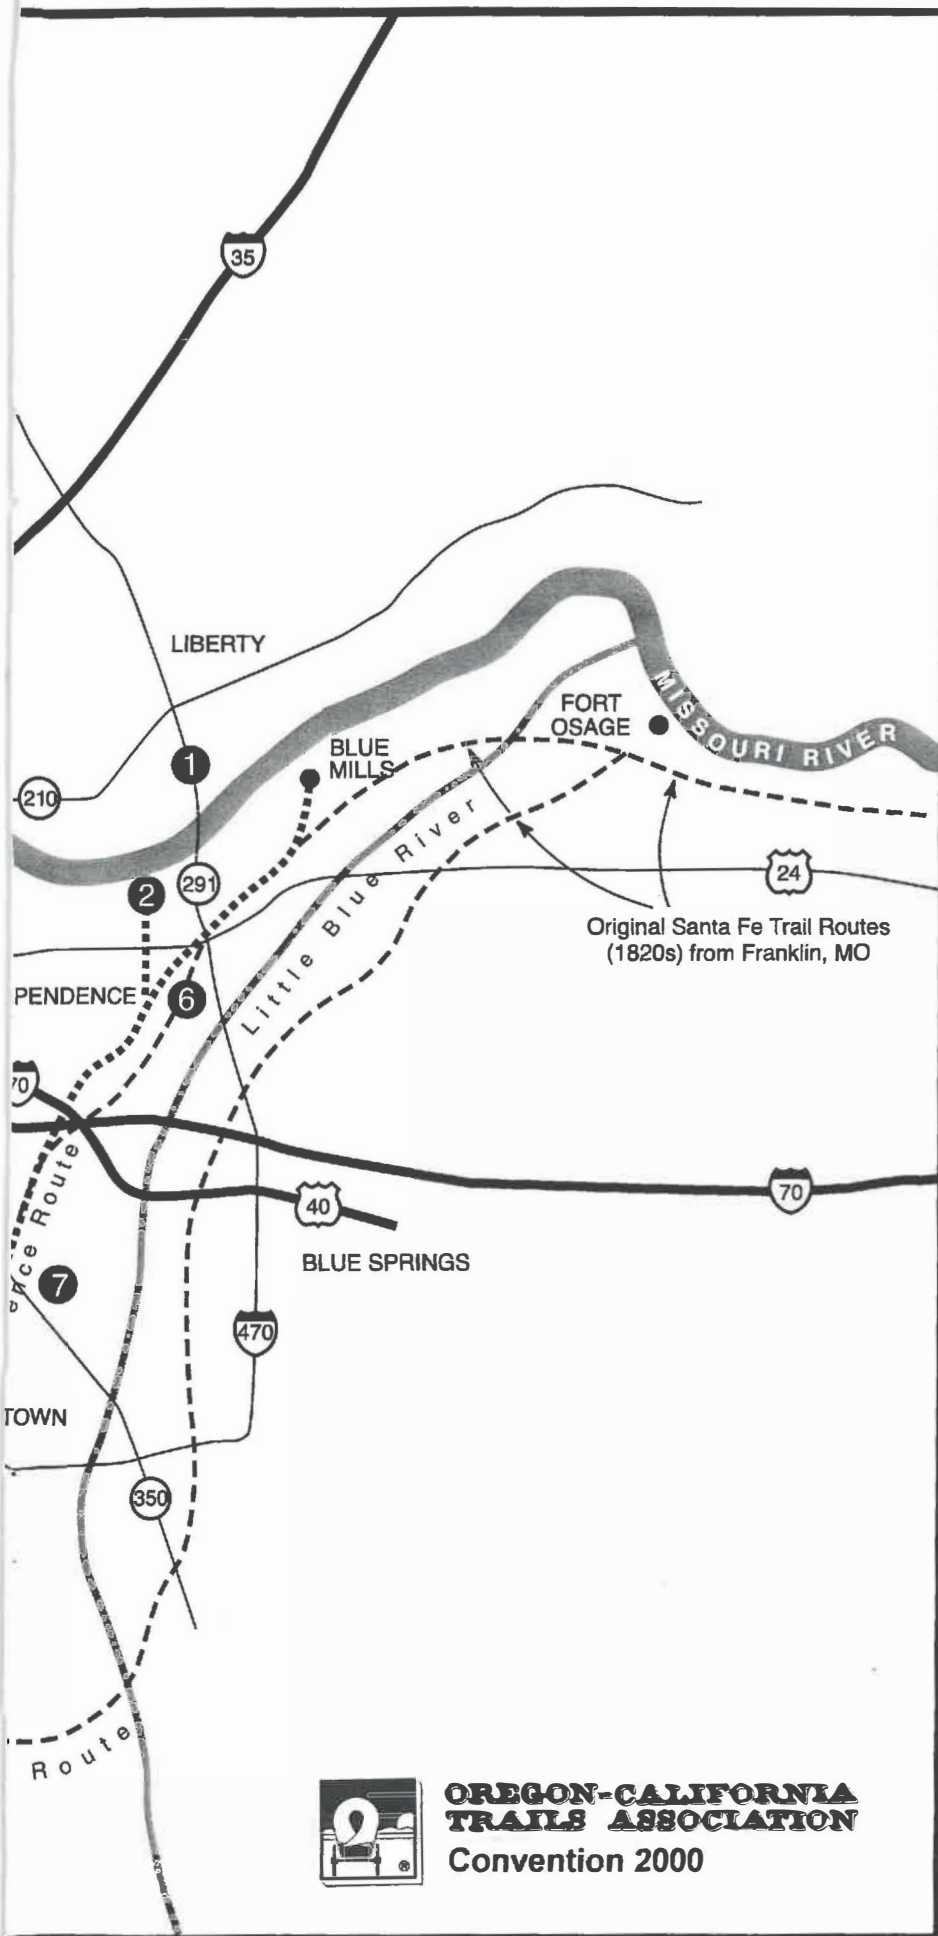 35
LIBERTY
MISSOURI RIVER
FORT
OSAGE
BLUE
MILLS
1
210
291
2
24
Little Blue River
Original Santa Fe Trail Routes
(1820s) from Franklin, MO
PENDENCE
6
70
ence Route
40
70
BLUE SPRINGS
7
470
TOWN
350
Route
OREGON-CALIFORNIA
TRAILS ASSOCIATION
®
Convention 2000